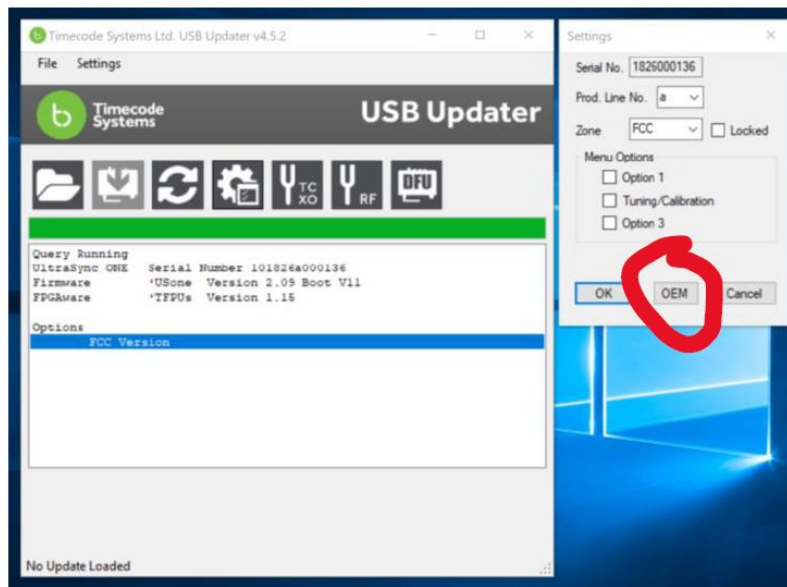 Timecode Systems Ltd. USB Updater v4.5.2
File Settings
b Timecode
Systems
USB Updater
TC
XO
RF
DFU
Query Running
UltraSync ONE Serial Number 101826a000136
Firmware 'USone Version 2.09 Boot V11
FPGAware 'TFPUs Version 1.15
Options
FCC Version
No Update Loaded
Settings
Serial No. 1826000136
Prod. Line No. a
Zone FCC Locked
Menu Options
Option 1
Tuning/Calibration
Option 3
OK OEM Cancel